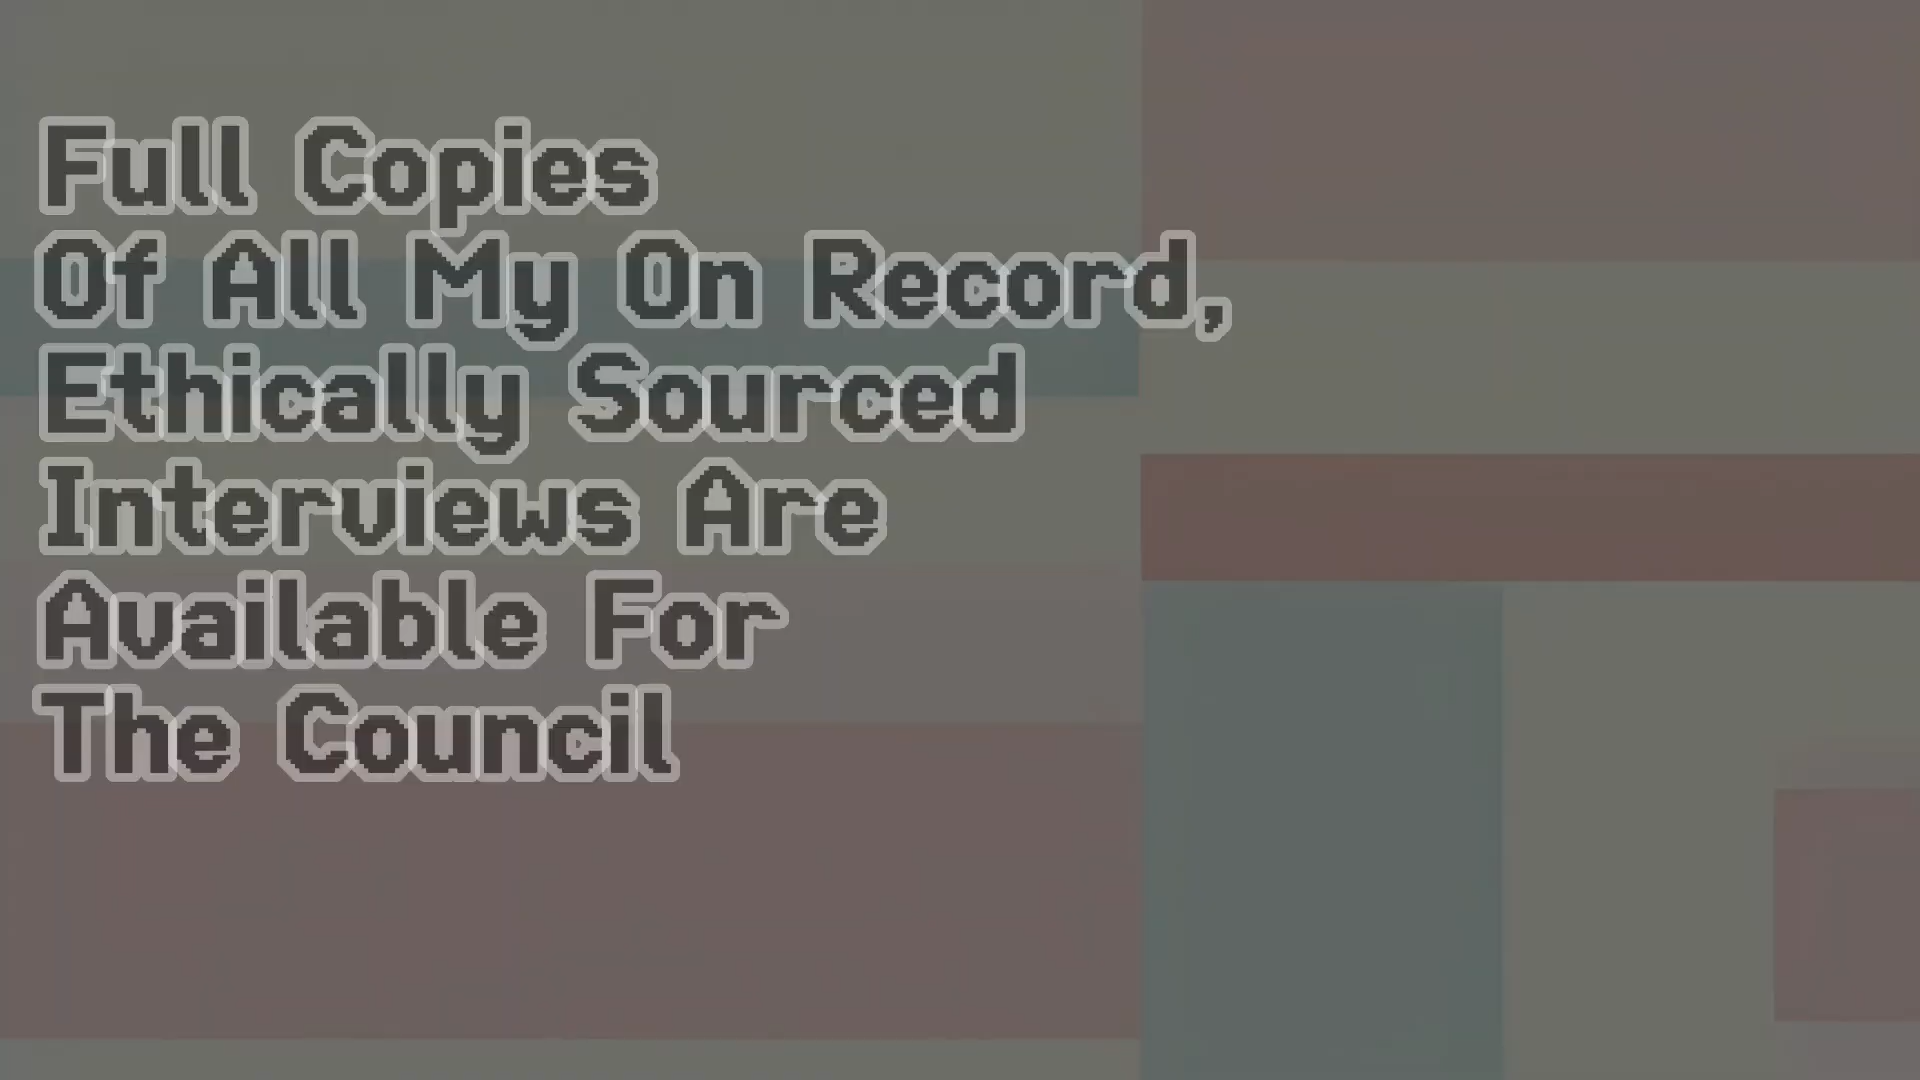 Full Copies
Of All My On Record,
Ethically Sourced
Interviews Are
Available For
The Council